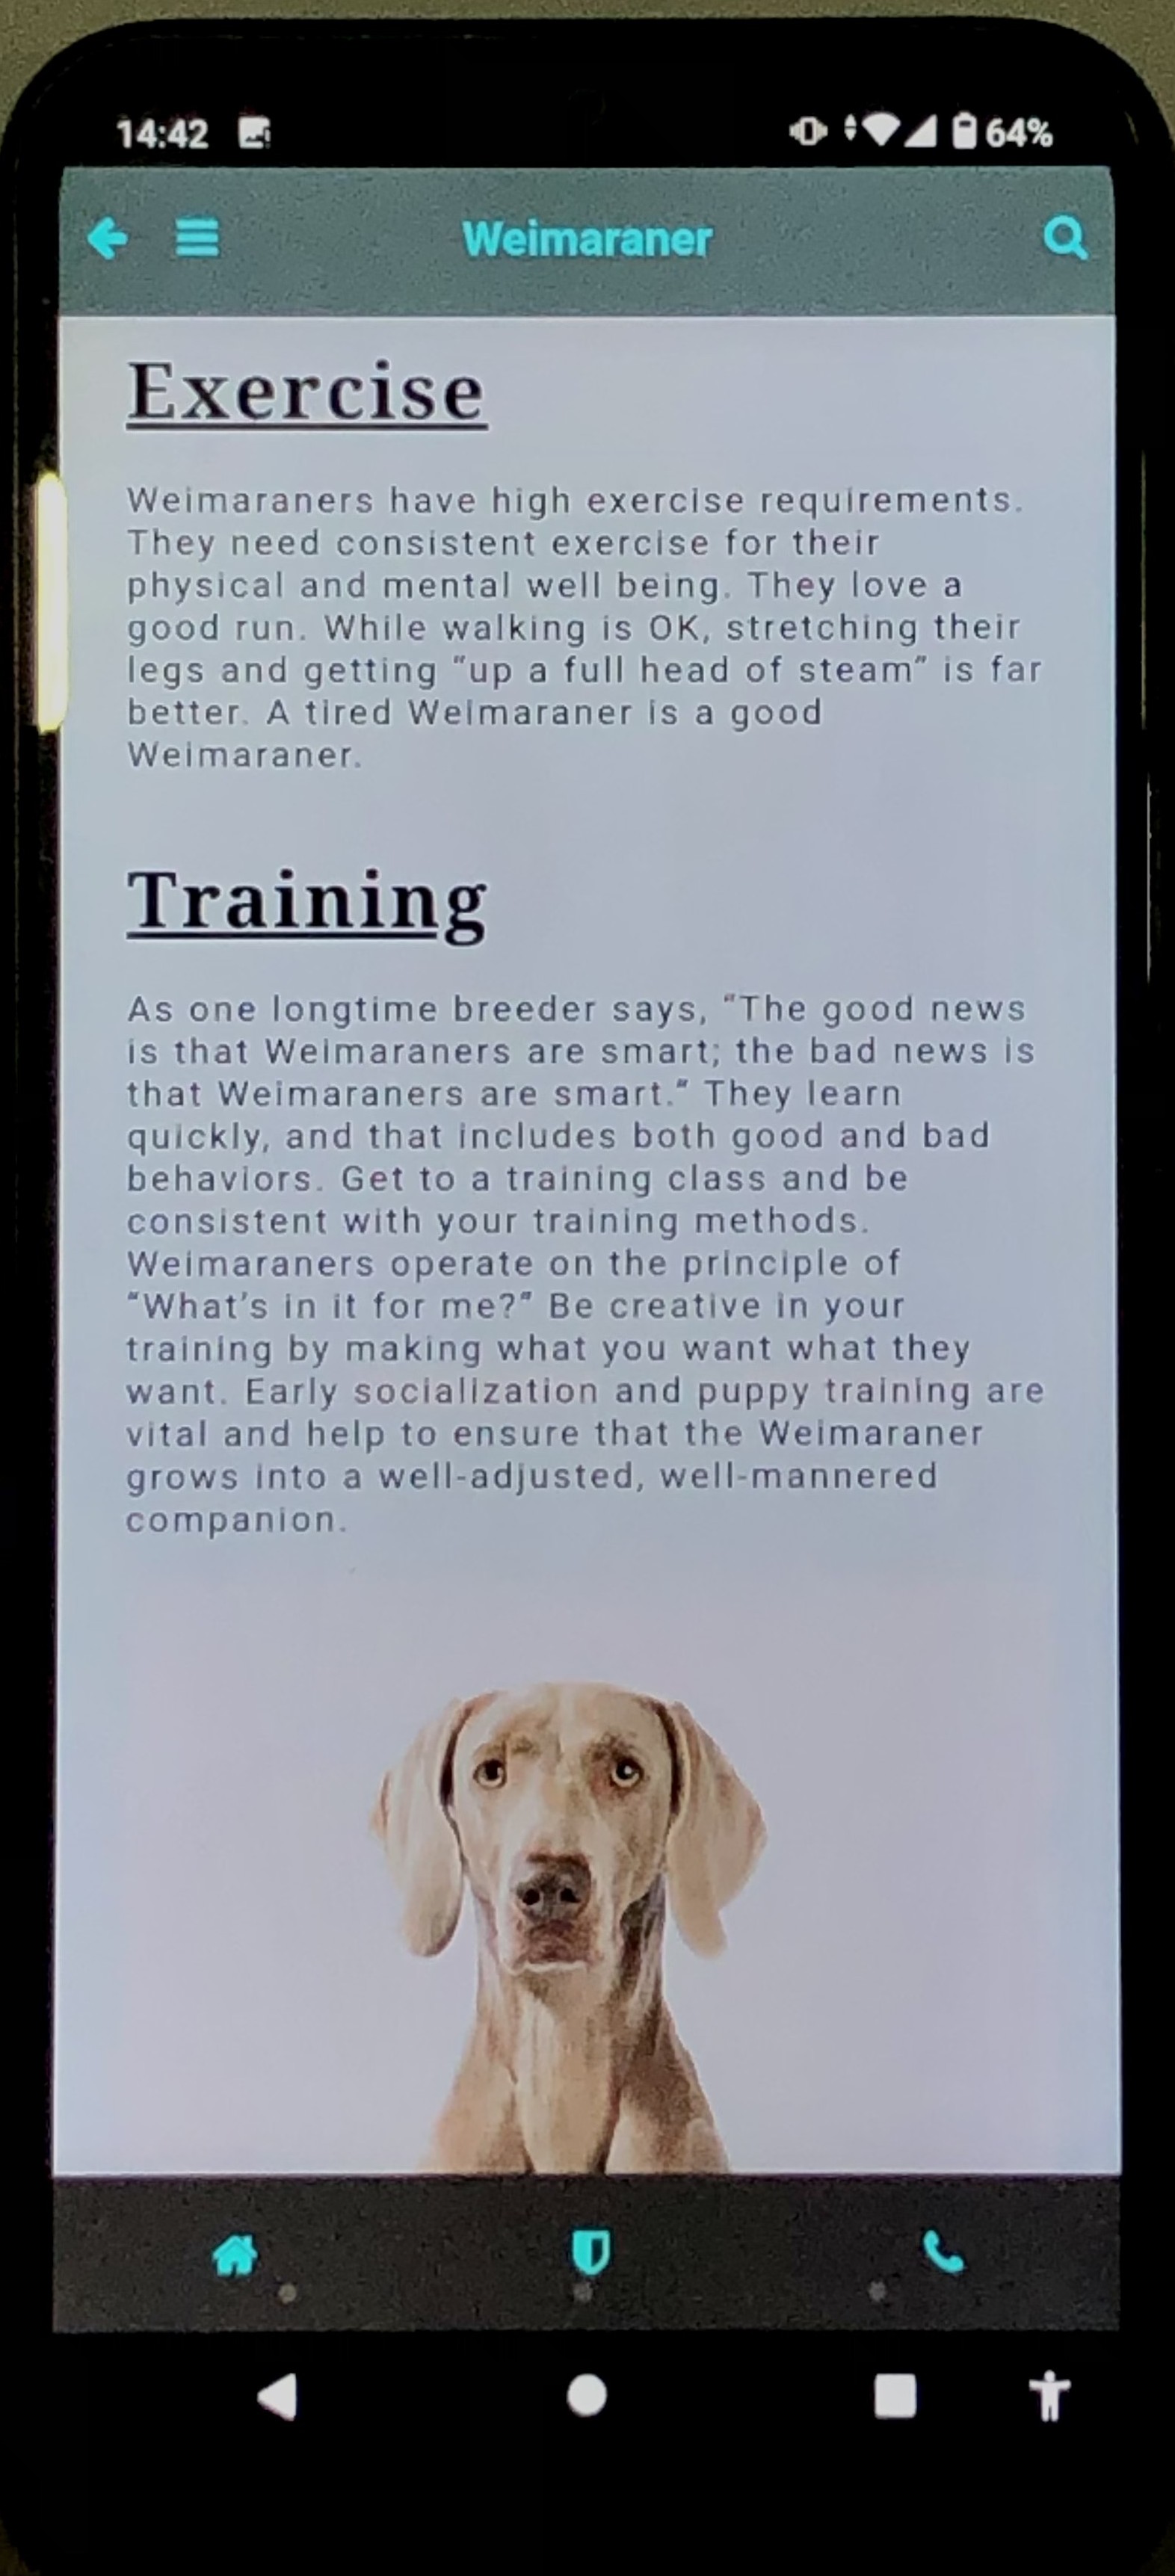 14:42
64%
Weimaraner
Exercise
Weimaraners have high exercise requirements.
They need consistent exercise for their
physical and mental well being. They love a
good run. While walking is OK, stretching their
legs and getting "up a full head of steam" is far
better. A tired Weimaraner is a good
Weimaraner.
Training
As one longtime breeder says, "The good news
is that Weimaraners are smart; the bad news is
that Weimaraners are smart." They learn
quickly, and that includes both good and bad
behaviors. Get to a training class and be
consistent with your training methods.
Weimaraners operate on the principle of
"What's in it for me?" Be creative in your
training by making what you want what they
want. Early socialization and puppy training are
vital and help to ensure that the Weimaraner
grows into a well-adjusted, well-mannered
companion.